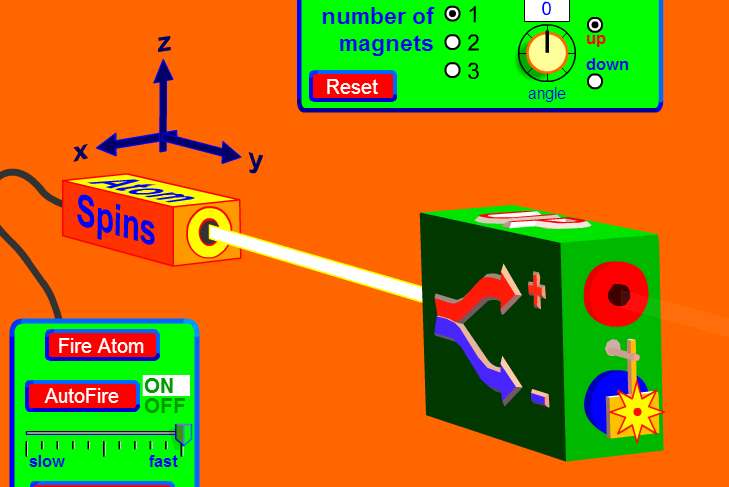 number of
magnets
1
2
3
Reset
0
angle
up
down
z
x
y
Atom
Spins
+
-
Fire Atom
AutoFire
ON
OFF
slow
fast